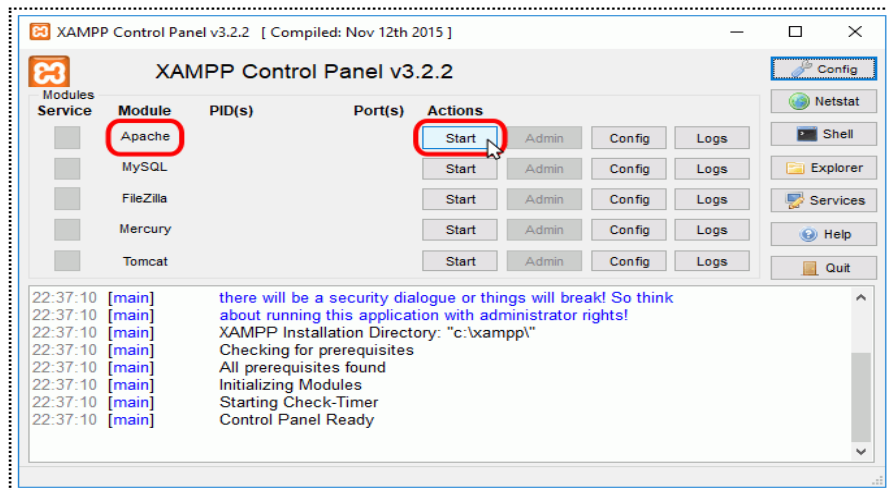 XAMPP Control Panel v3.2.2 [ Compiled: Nov 12th 2015 ]
XAMPP Control Panel v3.2.2
Config
Netstat
Shell
Explorer
Services
Help
Quit
Modules
Service Module PID(s) Port(s) Actions
Apache Start Admin Config Logs
MySQL Start Admin Config Logs
FileZilla Start Admin Config Logs
Mercury Start Admin Config Logs
Tomcat Start Admin Config Logs
22:37:10 [main] there will be a security dialogue or things will break! So think
22:37:10 [main] about running this application with administrator rights!
22:37:10 [main] XAMPP Installation Directory: "c:\xampp\"
22:37:10 [main] Checking for prerequisites
22:37:10 [main] All prerequisites found
22:37:10 [main] Initializing Modules
22:37:10 [main] Starting Check-Timer
22:37:10 [main] Control Panel Ready